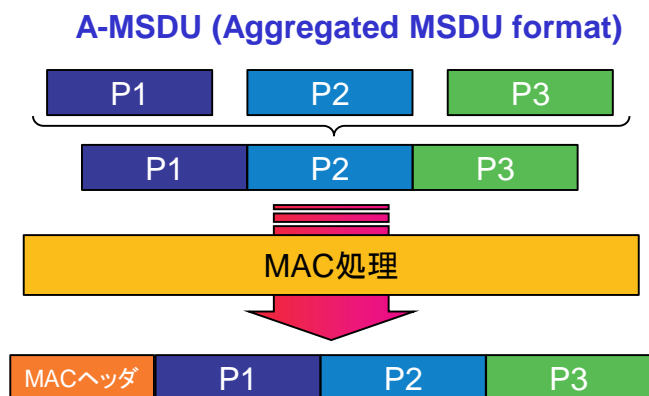 A-MSDU (Aggregated MSDU format)
P1 P2 P3
P1 P2 P3
MAC処理
MACヘッダ P1 P2 P3